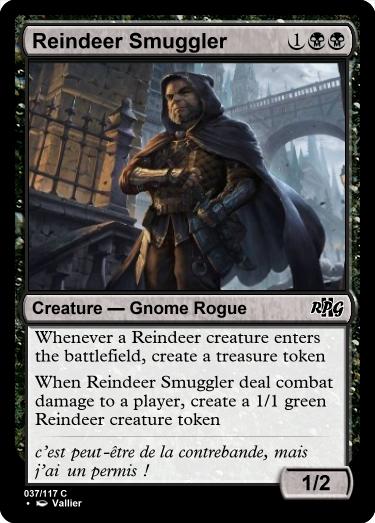 Reindeer Smuggler 1
Creature — Gnome Rogue RPG
Whenever a Reindeer creature enters
the battlefield, create a treasure token
When Reindeer Smuggler deal combat
damage to a player, create a 1/1 green
Reindeer creature token
c'est peut-être de la contrebande, mais
j'ai un permis !
1/2
037/117 C
• Vallier